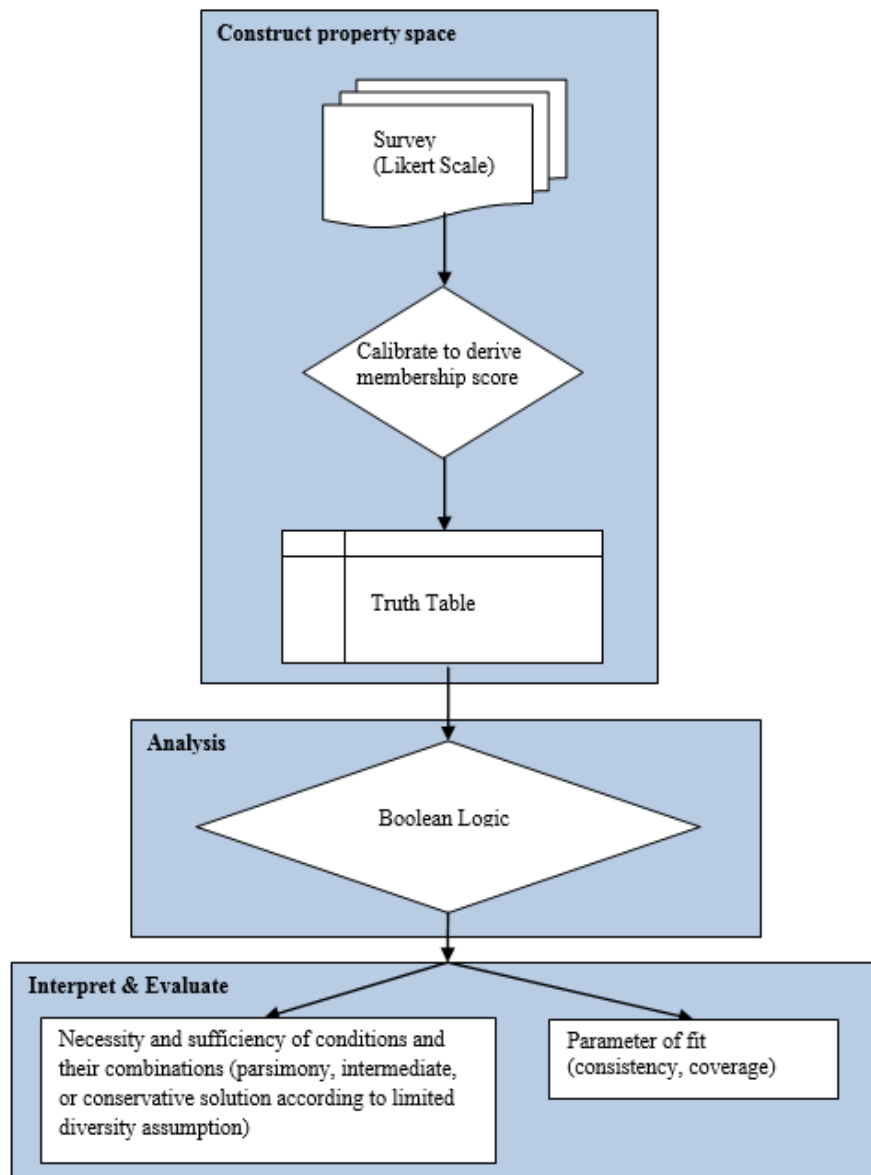 Construct property space
Survey
(Likert Scale)
Calibrate to derive
membership score
Truth Table
Analysis
Boolean Logic
Interpret & Evaluate
Necessity and sufficiency of conditions and
their combinations (parsimony, intermediate,
or conservative solution according to limited
diversity assumption)
Parameter of fit
(consistency, coverage)